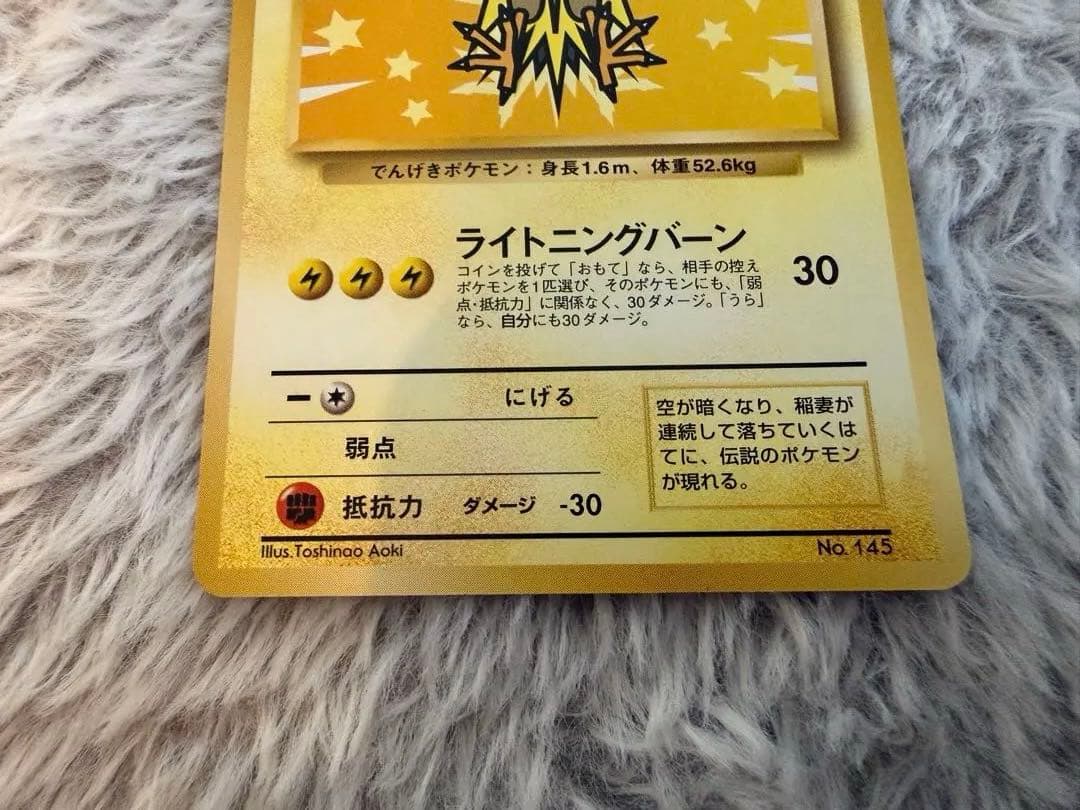 でんげきポケモン：身長1.6m、体重52.6kg
ライトニングバーン
コインを投げて「おもて」なら、相手の控え
ポケモンを1匹選び、そのポケモンにも、「弱
点・抵抗力」に関係なく、30ダメージ。「うら」
なら、自分にも30ダメージ。
30
ー にげる
弱点
抵抗力 ダメージ -30
空が暗くなり、稲妻が
連続して落ちていくは
てに、伝説のポケモン
が現れる。
Illus.Toshinao Aoki
No. 145